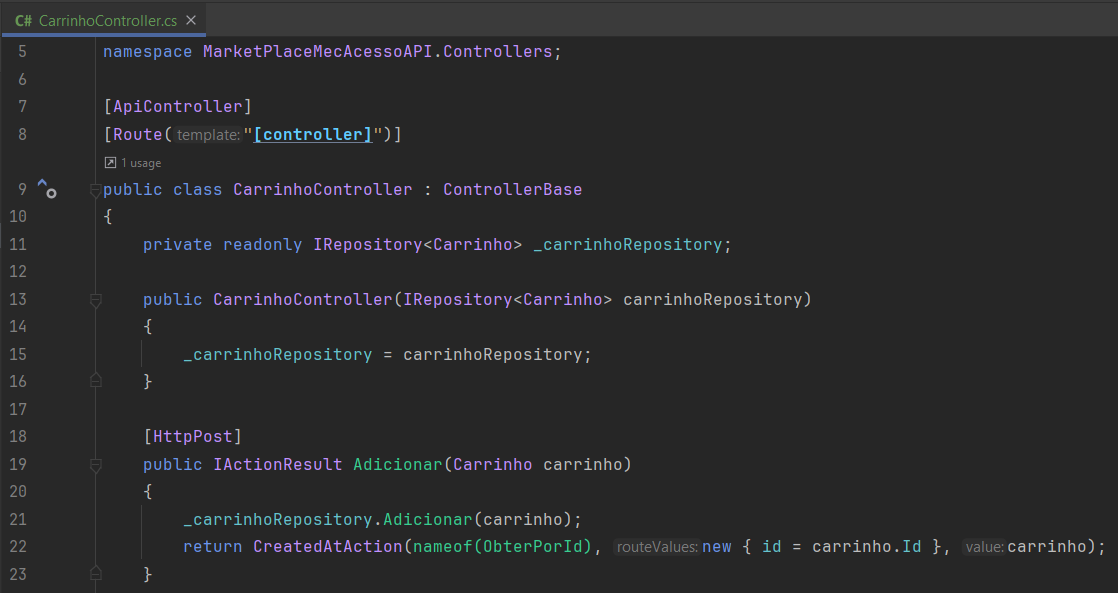 C# CarrinhoController.cs ×
5 namespace MarketPlaceMecAcessoAPI.Controllers;
6
7 [ApiController]
8 [Route( template: "[controller]")]
1 usage
9 public class CarrinhoController : ControllerBase
10 {
11 private readonly IRepository<Carrinho> _carrinhoRepository;
12
13 public CarrinhoController(IRepository<Carrinho> carrinhoRepository)
14 {
15 _carrinhoRepository = carrinhoRepository;
16 }
17
18 [HttpPost]
19 public IActionResult Adicionar(Carrinho carrinho)
20 {
21 _carrinhoRepository.Adicionar(carrinho);
22 return CreatedAtAction(nameof(ObterPorId), routeValues: new { id = carrinho.Id }, value: carrinho);
23 }